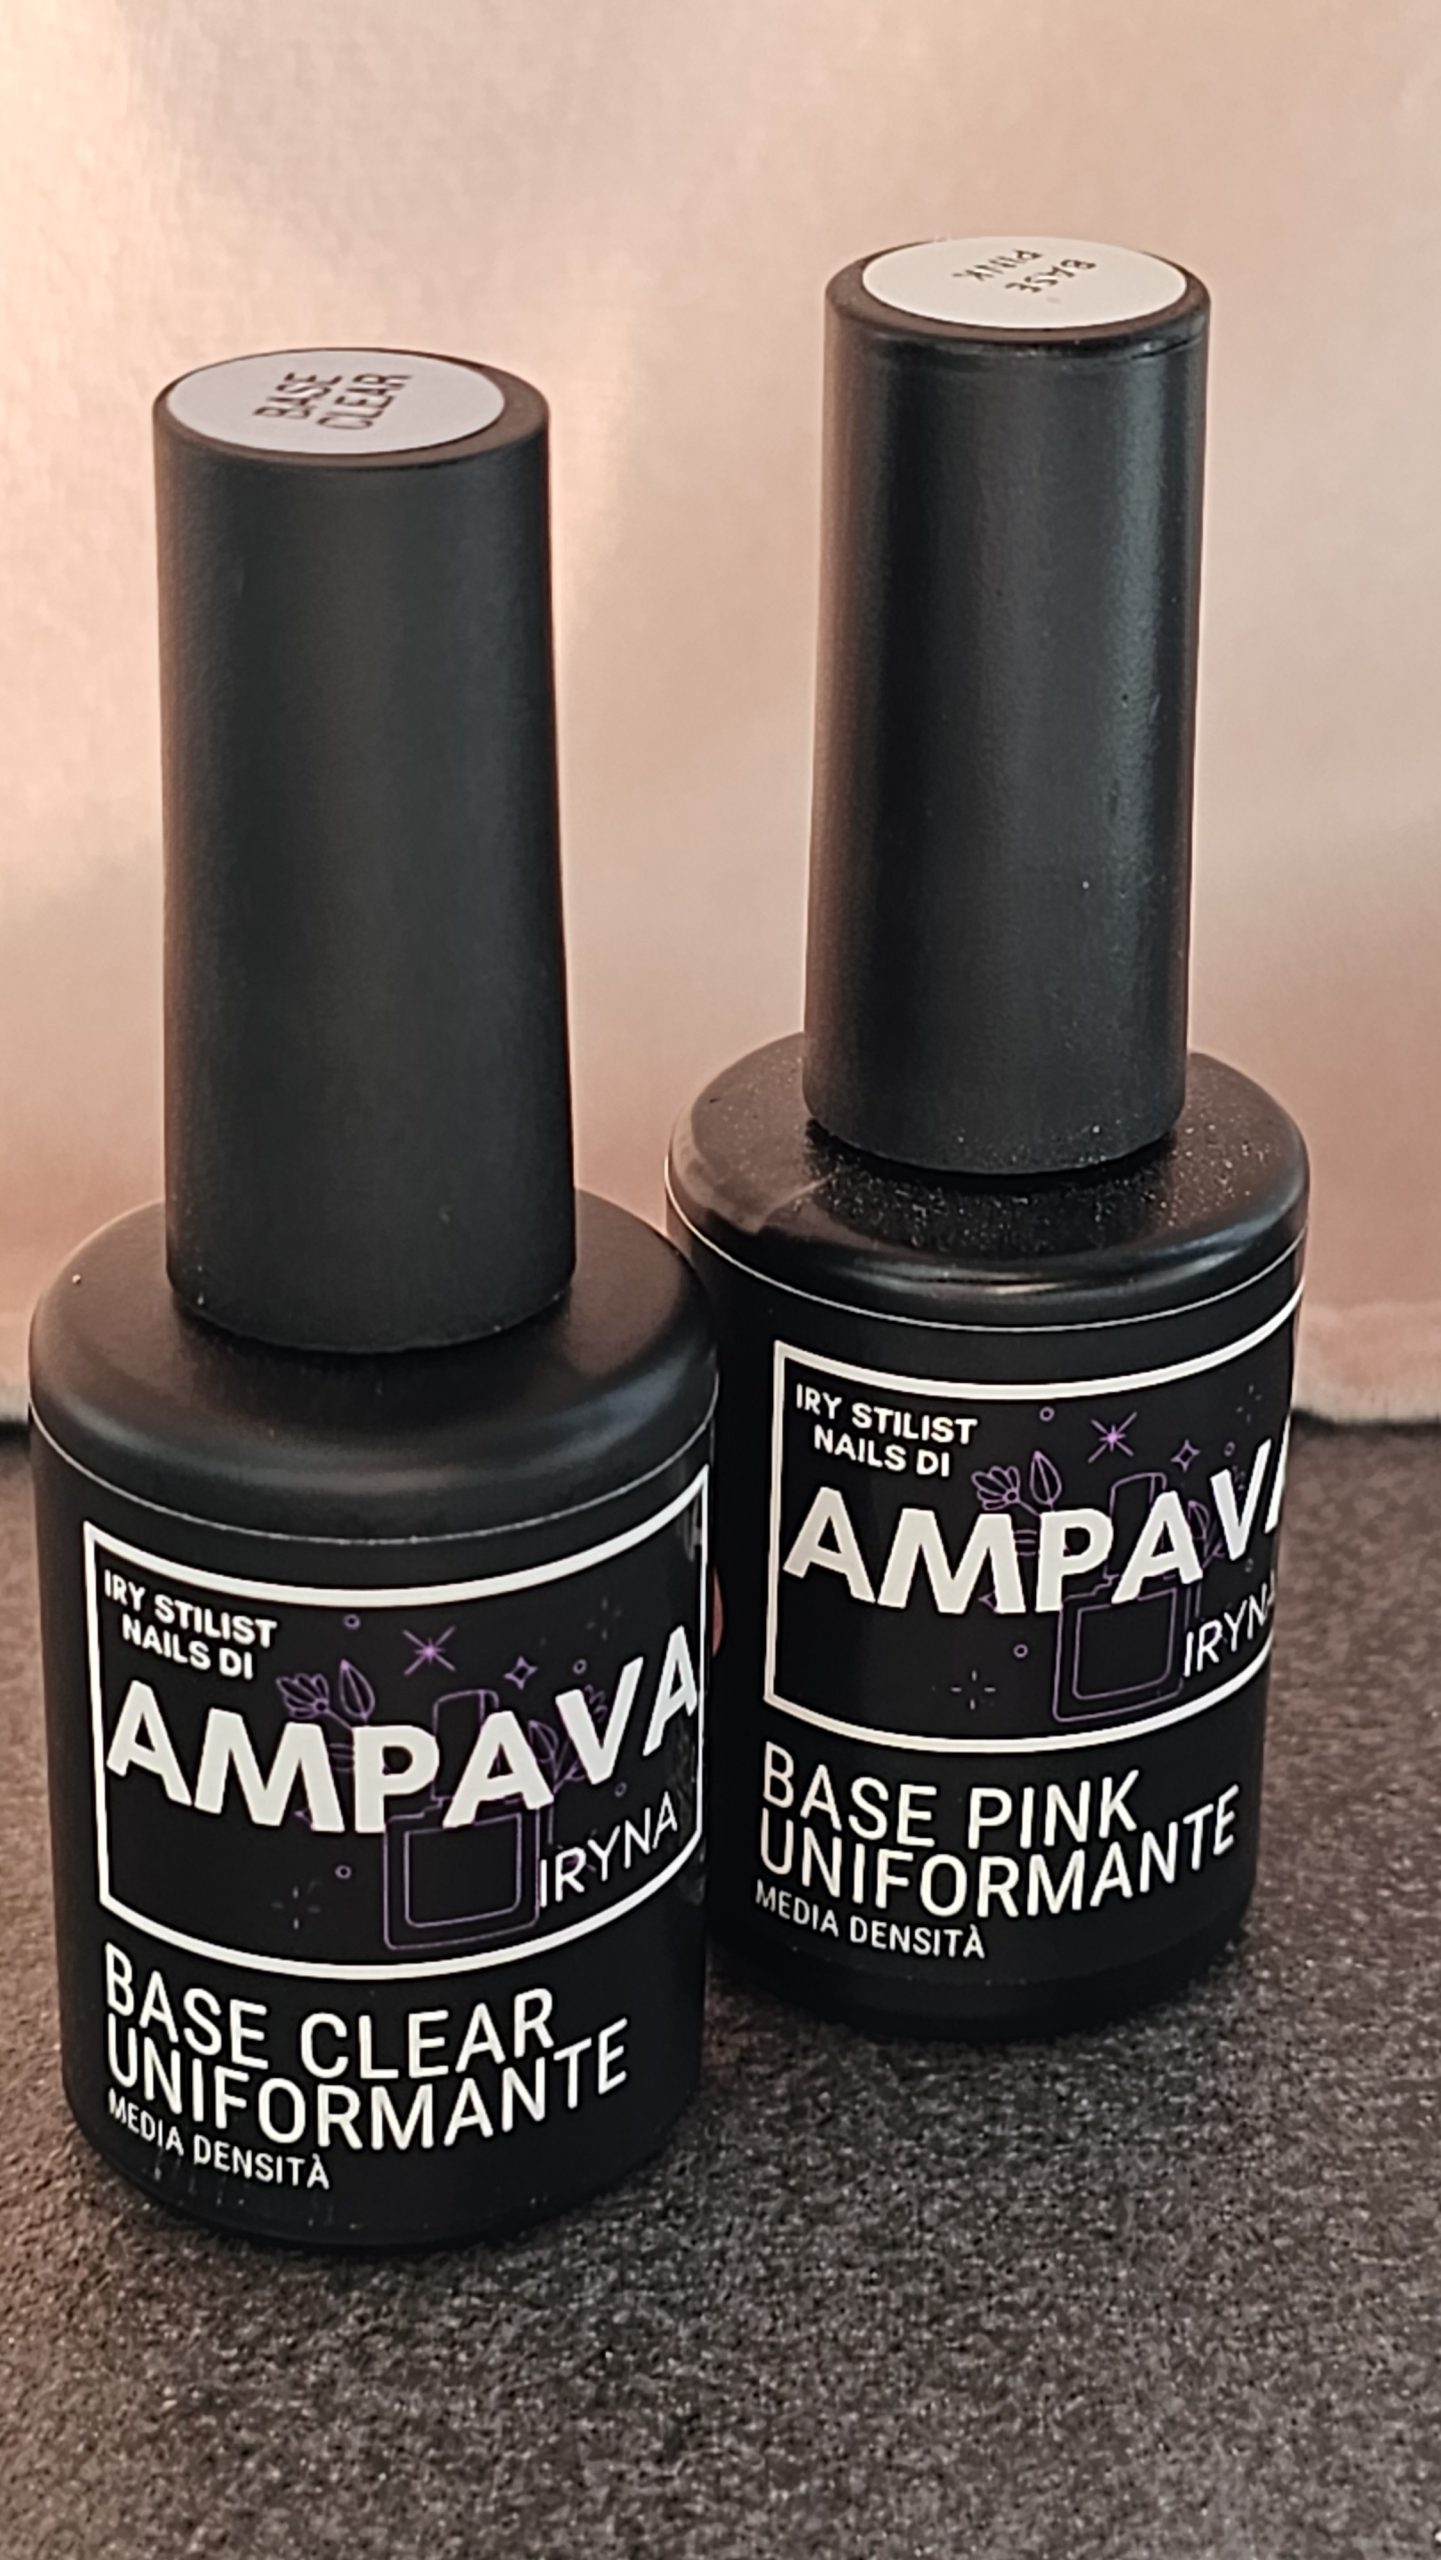 BASE
CLEAR
IRY STILIST
NAILS DI
AMPAVA
IRYNA
BASE CLEAR
UNIFORMANTE
MEDIA DENSITÀ
BASE
PINK
IRY STILIST
NAILS DI
AMPAVA
IRYNA
BASE PINK
UNIFORMANTE
MEDIA DENSITÀ